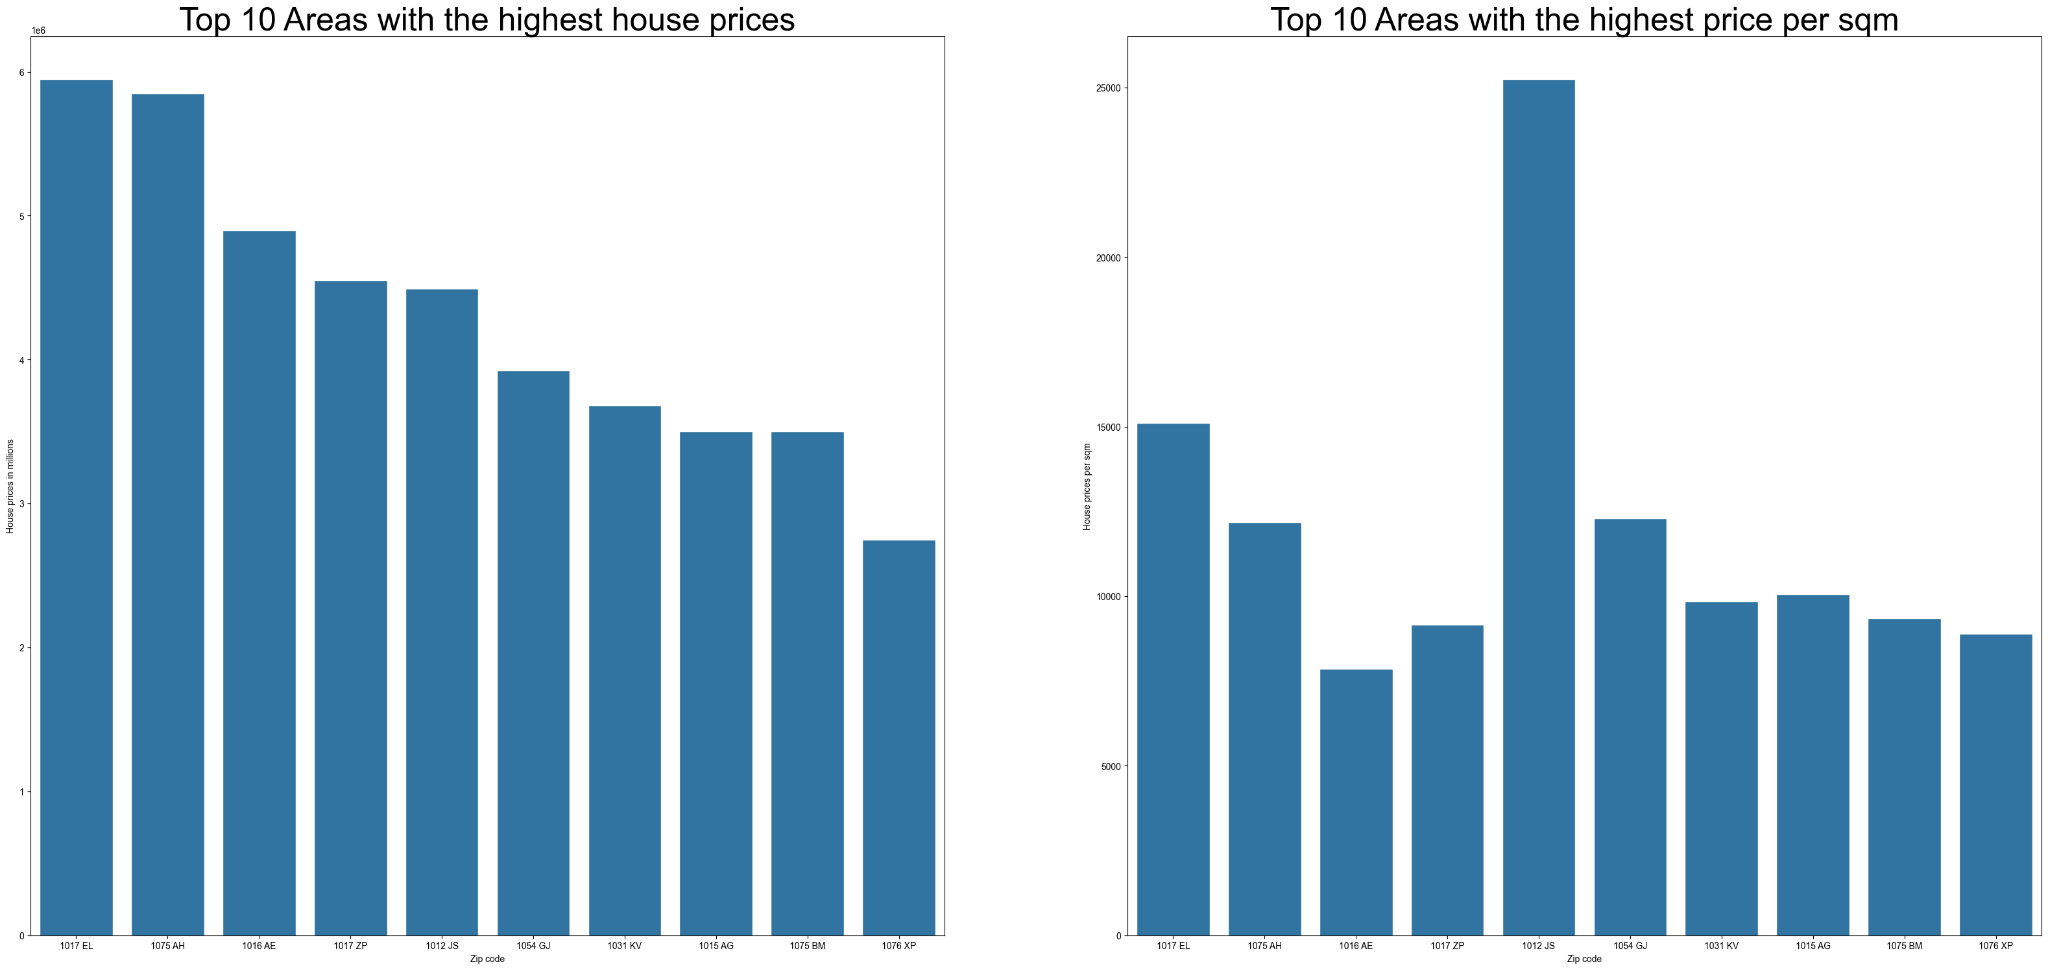 Top 10 Areas with the highest house prices
1e6
6
5
4
3
2
1
0
House prices in millions
1017 EL 1075 AH 1016 AE 1017 ZP 1012 JS 1054 GJ 1031 KV 1015 AG 1075 BM 1076 XP
Zip code
Top 10 Areas with the highest price per sqm
25000
20000
15000
10000
5000
0
House prices per sqm
1017 EL 1075 AH 1016 AE 1017 ZP 1012 JS 1054 GJ 1031 KV 1015 AG 1075 BM 1076 XP
Zip code